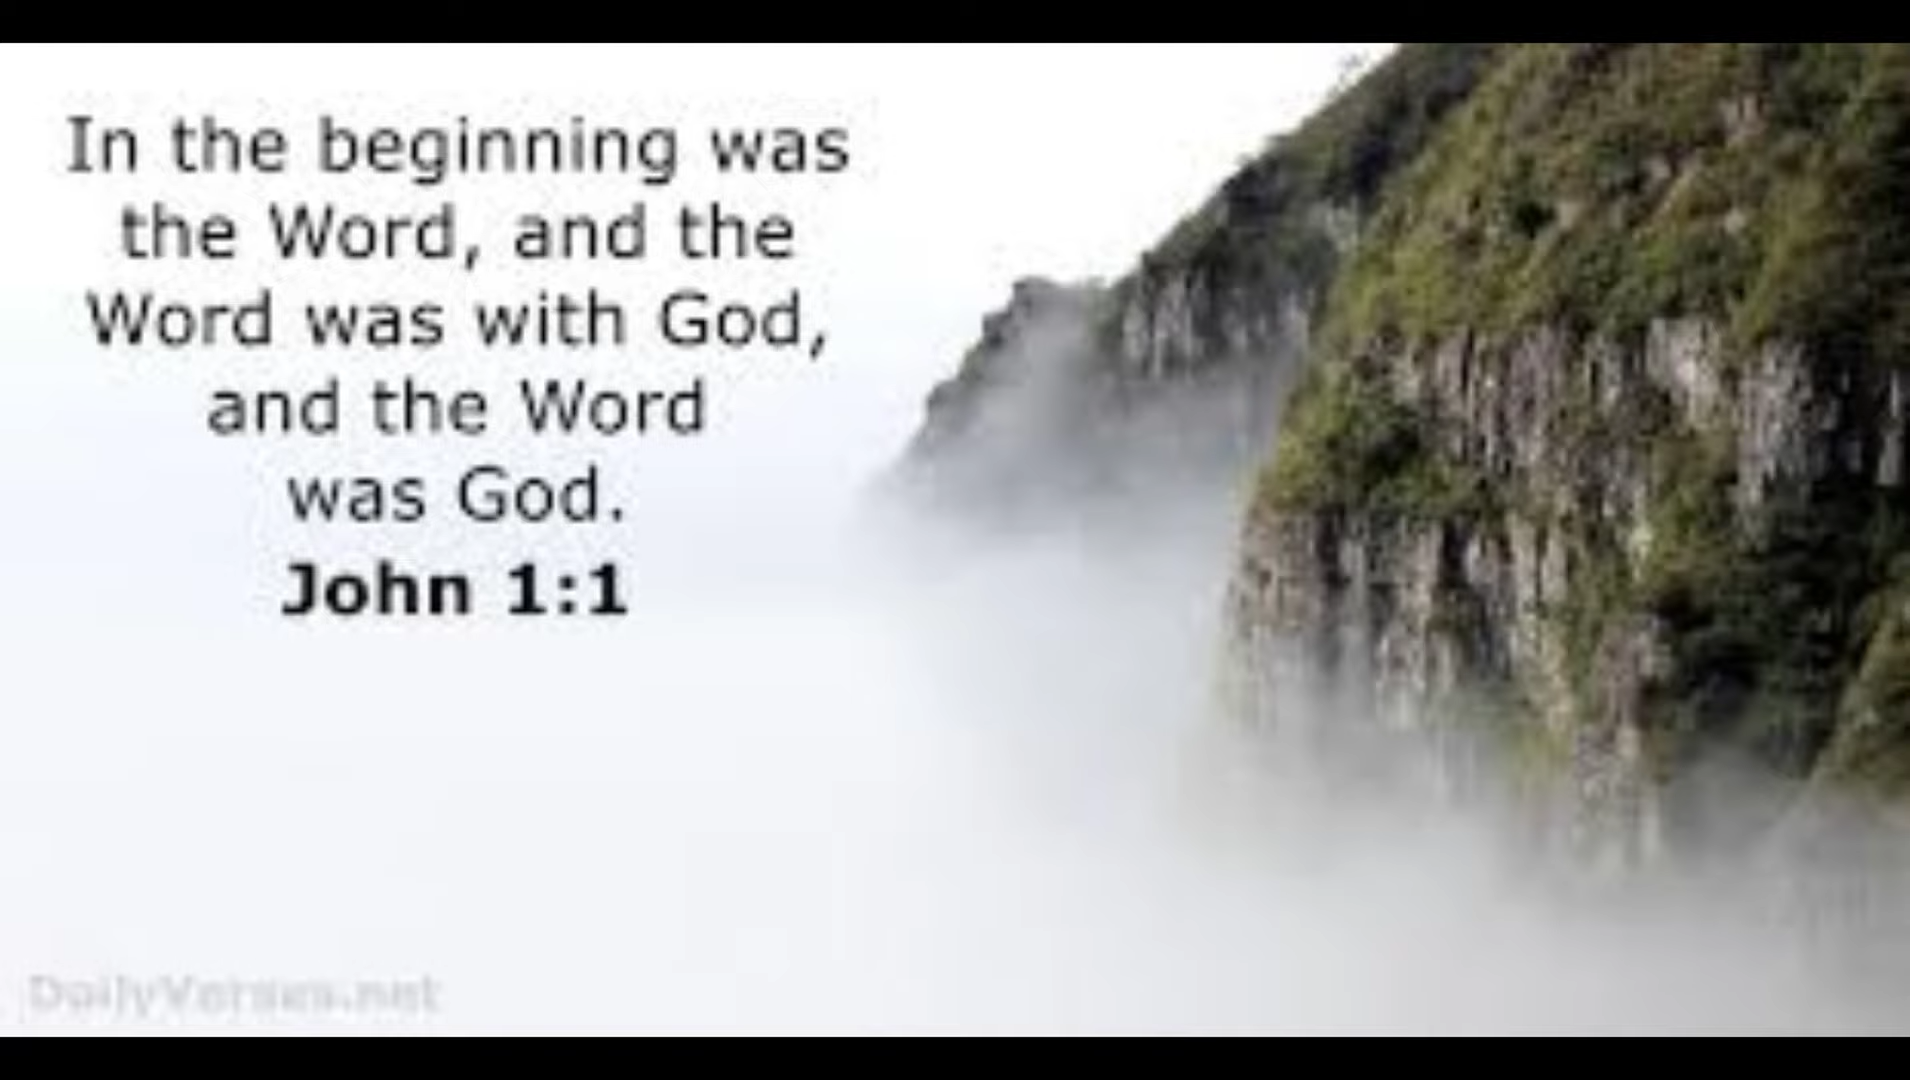 In the beginning was
the Word, and the
Word was with God,
and the Word
was God.
John 1:1
DailyVerses.net